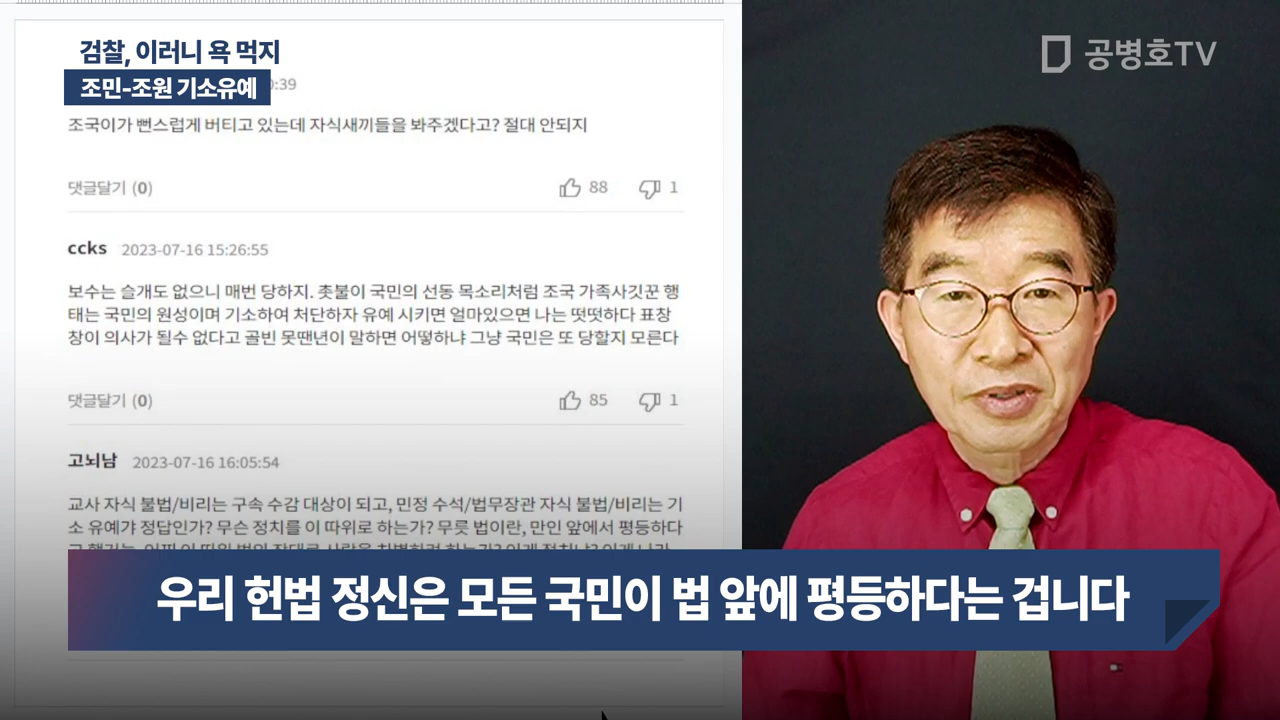 검찰, 이러니 욕 먹지
조민-조원 기소유예
:39
공병호TV
조국이가 뻔스럽게 버티고 있는데 자식새끼들을 봐주겠다고? 절대 안되지
댓글달기 (0)
88
1
ccks 2023-07-16 15:26:55
보수는 슬개도 없으니 매번 당하지. 촛불이 국민의 선동 목소리처럼 조국 가족사깃꾼 행
태는 국민의 원성이며 기소하여 처단하자 유예 시키면 얼마있으면 나는 떳떳하다 표창
창이 의사가 될수 없다고 골빈 못땐년이 말하면 어떻하냐 그냥 국민은 또 당할지 모른다
댓글달기 (0)
85
1
고뇌남 2023-07-16 16:05:54
교사 자식 불법/비리는 구속 수감 대상이 되고, 민정 수석/법무장관 자식 불법/비리는 기
소 유예갸 정답인가? 무슨 정치를 이 따위로 하는가? 무릇 법이란, 만인 앞에서 평등하다
우리 헌법 정신은 모든 국민이 법 앞에 평등하다는 겁니다